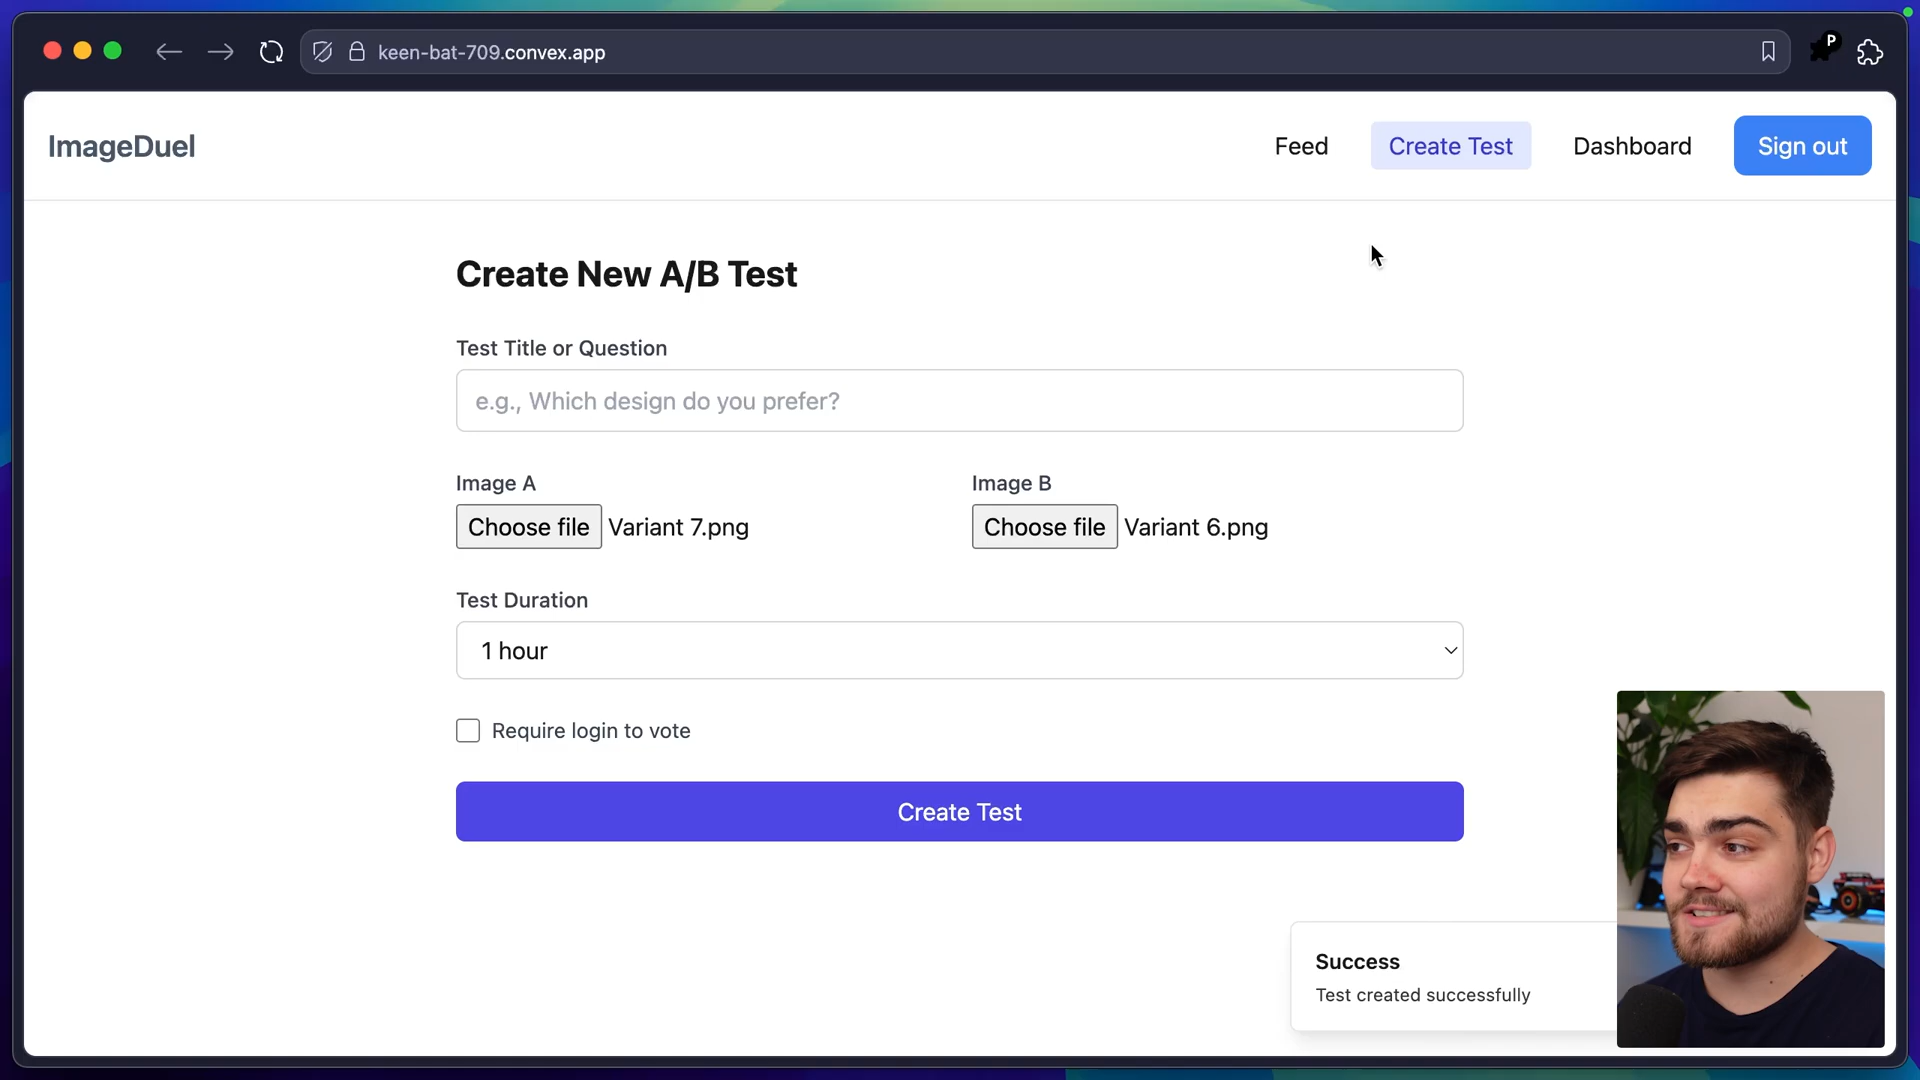 keen-bat-709.convex.app
P
ImageDuel
Feed
Create Test
Dashboard
Sign out
Create New A/B Test
Test Title or Question
e.g., Which design do you prefer?
Image A
Image B
Choose file Variant 7.png
Choose file Variant 6.png
Test Duration
1 hour
Require login to vote
Create Test
Success
Test created successfully